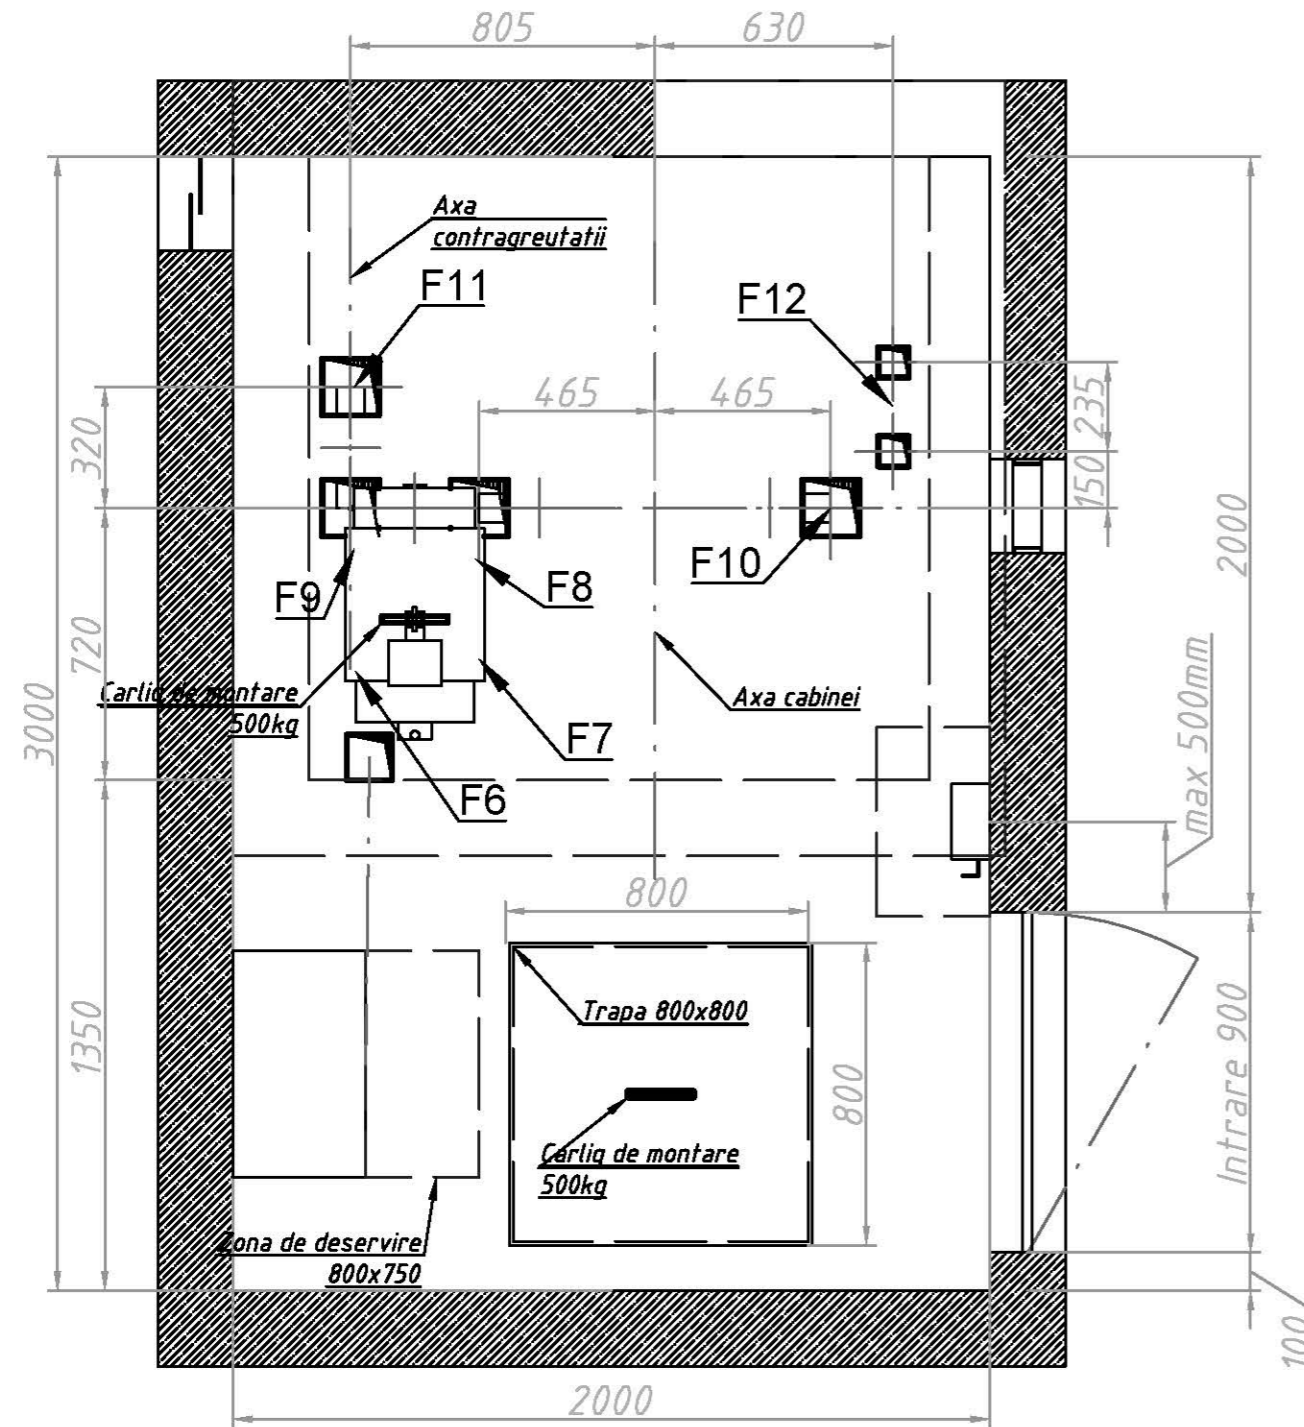 805
630
Axa
contragreutatii
F11
F12
465
465
235
320
150
2000
F10
F9
F8
720
Carlig de montare
500kg
Axa cabinei
max 500mm
3000
F7
F6
800
Trapa 800x800
1350
800
Intrare 900
Carlig de montare
500kg
Zona de deservire
800x750
100
2000